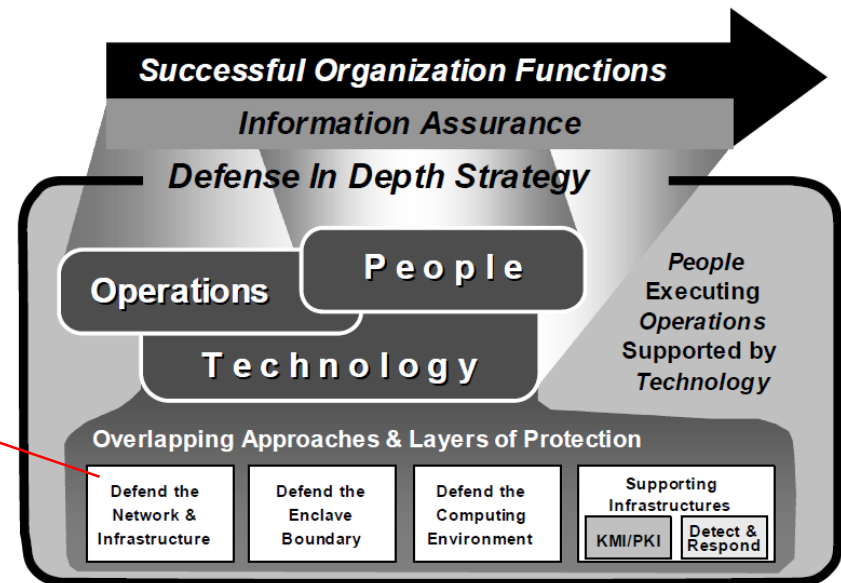 Successful Organization Functions
Information Assurance
Defense In Depth Strategy
People
Operations
Technology
People
Executing
Operations
Supported by
Technology
Overlapping Approaches & Layers of Protection
Defend the
Network &
Infrastructure
Defend the
Enclave
Boundary
Defend the
Computing
Environment
Supporting
Infrastructures
KMI/PKI
Detect &
Respond